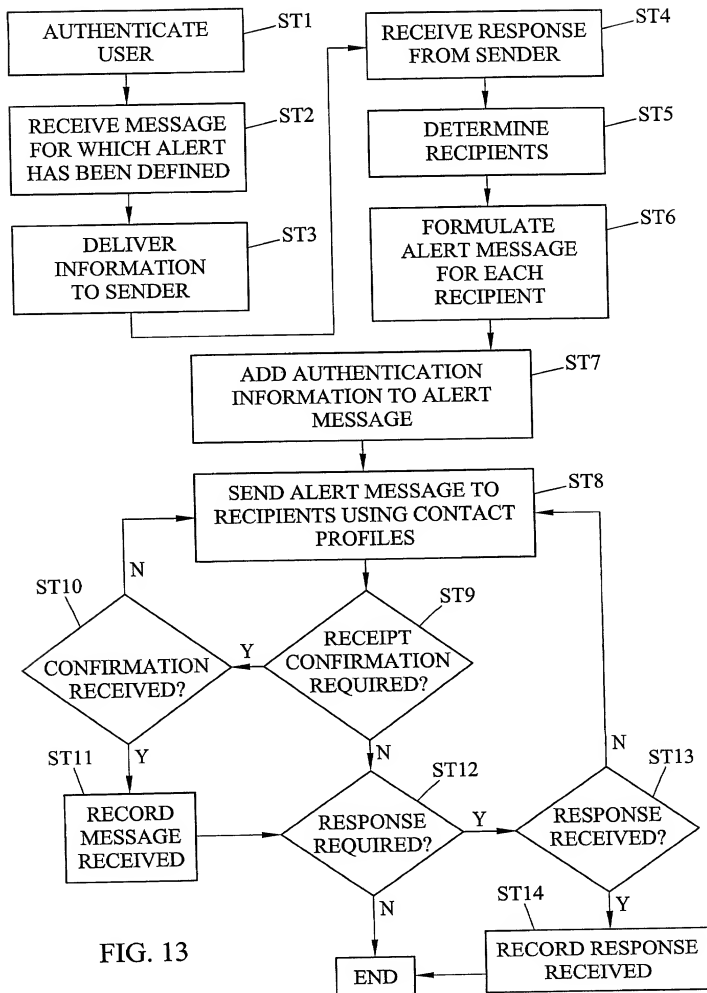 AUTHENTICATE
USER
ST1
RECEIVE MESSAGE
FOR WHICH ALERT
HAS BEEN DEFINED
ST2
DELIVER
INFORMATION
TO SENDER
ST3
RECEIVE RESPONSE
FROM SENDER
ST4
DETERMINE
RECIPIENTS
ST5
FORMULATE
ALERT MESSAGE
FOR EACH
RECIPIENT
ST6
ADD AUTHENTICATION
INFORMATION TO ALERT
MESSAGE
ST7
SEND ALERT MESSAGE TO
RECIPIENTS USING CONTACT
PROFILES
ST8
RECEIPT
CONFIRMATION
REQUIRED?
ST9
Y
N
CONFIRMATION
RECEIVED?
ST10
N
Y
RECORD
MESSAGE
RECEIVED
ST11
RESPONSE
REQUIRED?
ST12
Y
N
RESPONSE
RECEIVED?
ST13
N
Y
RECORD RESPONSE
RECEIVED
ST14
END
FIG. 13